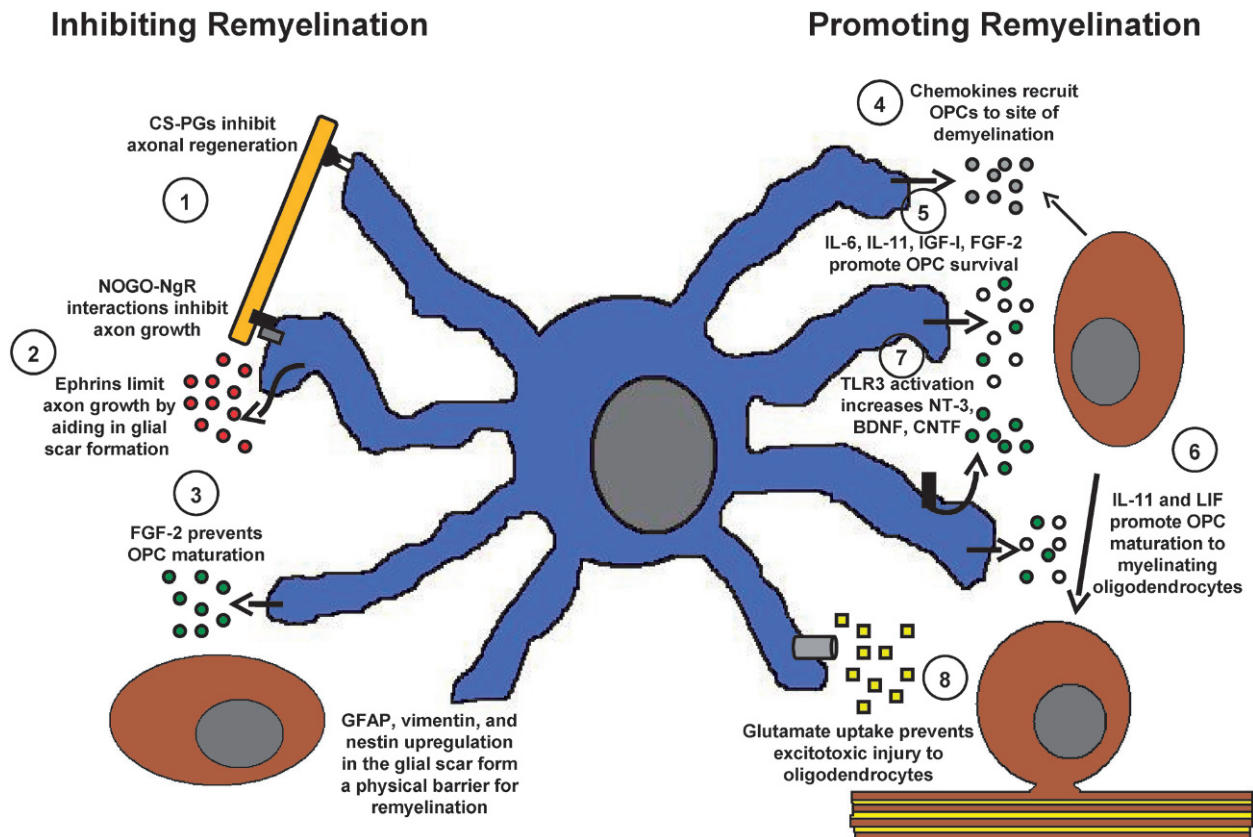 Inhibiting Remyelination
Promoting Remyelination
CS-PGs inhibit
axonal regeneration
1
NOGO-NgR
interactions inhibit
axon growth
2
Ephrins limit
axon growth by
aiding in glial
scar formation
3
FGF-2 prevents
OPC maturation
GFAP, vimentin, and
nestin upregulation
in the glial scar form
a physical barrier for
remyelination
4
Chemokines recruit
OPCs to site of
demyelination
5
IL-6, IL-11, IGF-I, FGF-2
promote OPC survival
7
TLR3 activation
increases NT-3,
BDNF, CNTF
6
IL-11 and LIF
promote OPC
maturation to
myelinating
oligodendrocytes
8
Glutamate uptake prevents
excitotoxic injury to
oligodendrocytes